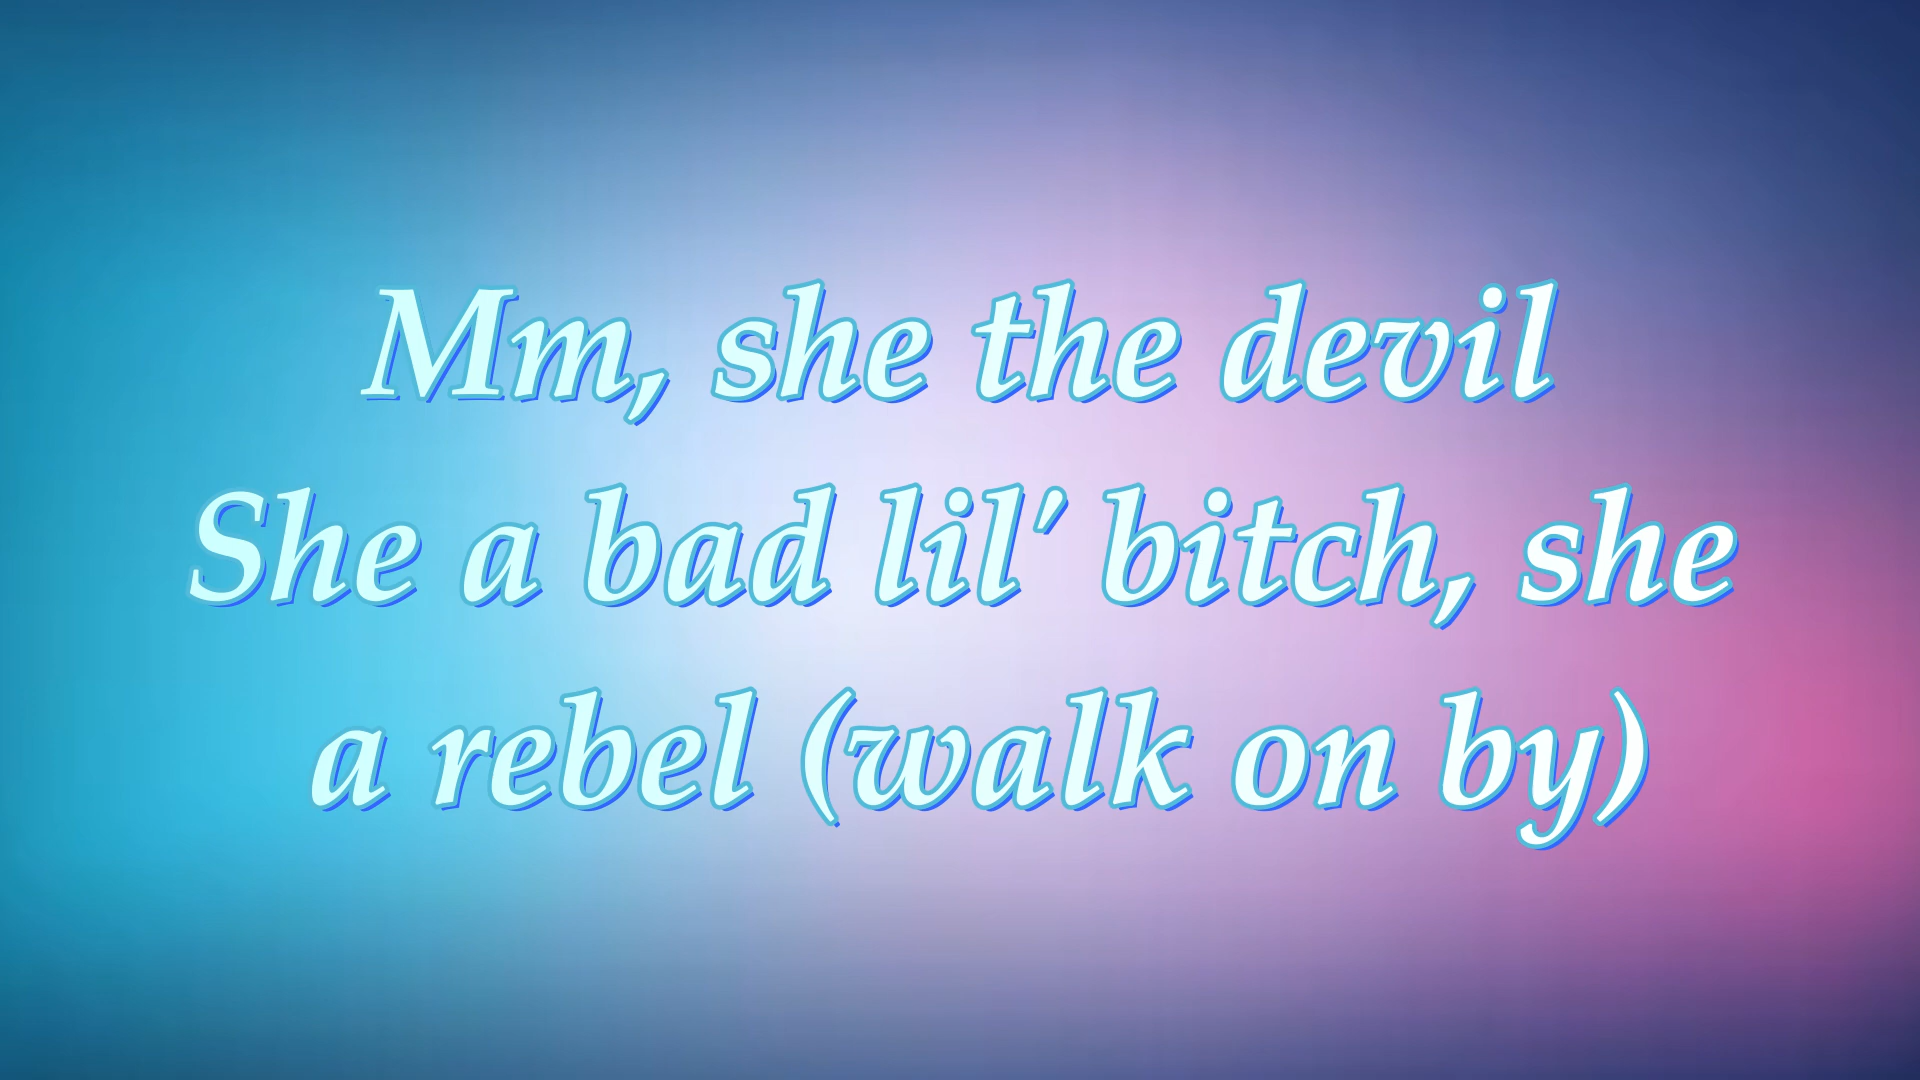 Mm, she the devil
She a bad lil’ bitch, she
a rebel (walk on by)